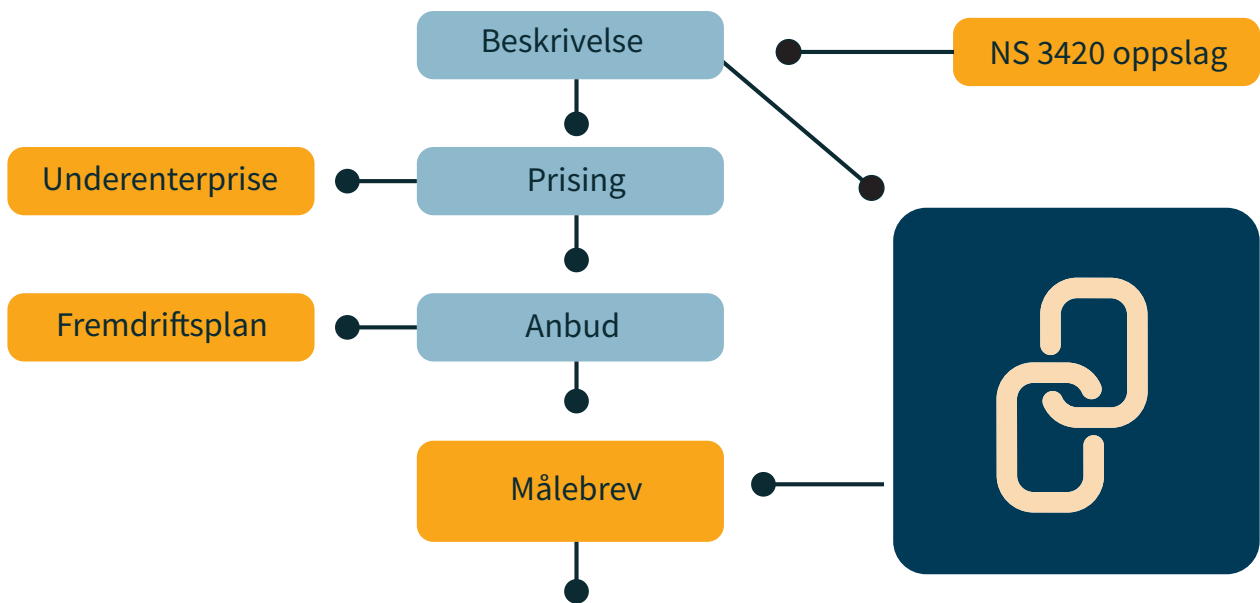 Beskrivelse
NS 3420 oppslag
Underenterprise
Prising
Fremdriftsplan
Anbud
Målebrev